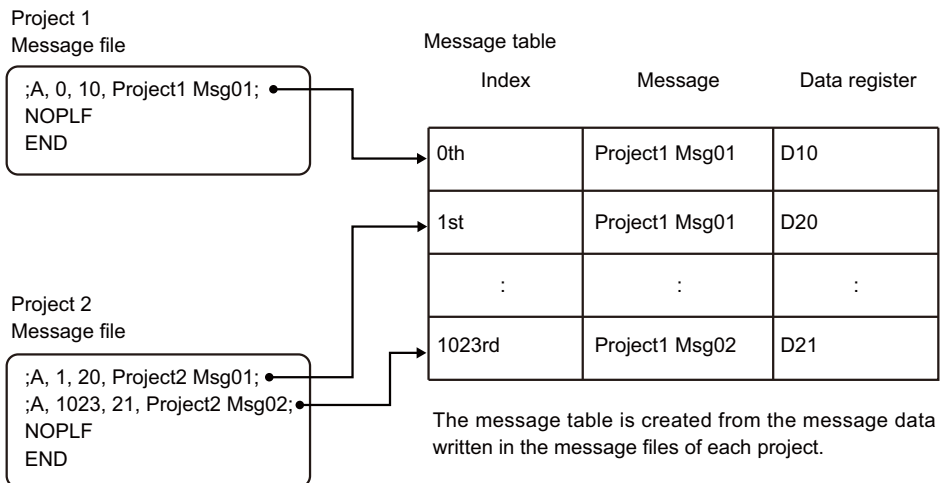 Project 1
Message file
;A, 0, 10, Project1 Msg01;
NOPLF
END
Project 2
Message file
;A, 1, 20, Project2 Msg01;
;A, 1023, 21, Project2 Msg02;
NOPLF
END
Message table
Index Message Data register
0th Project1 Msg01 D10
1st Project1 Msg01 D20
: : :
1023rd Project1 Msg02 D21
The message table is created from the message data
written in the message files of each project.